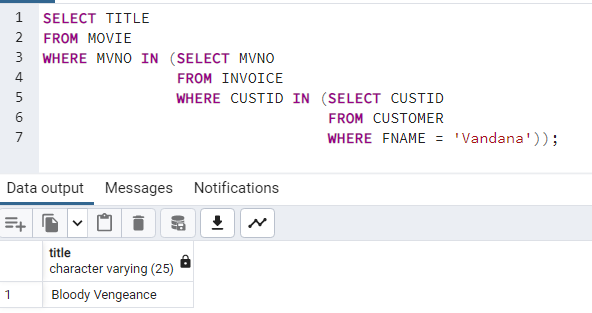 1 SELECT TITLE
2 FROM MOVIE
3 WHERE MVNO IN (SELECT MVNO
4 FROM INVOICE
5 WHERE CUSTID IN (SELECT CUSTID
6 FROM CUSTOMER
7 WHERE FNAME = 'Vandana'));
Data output Messages Notifications
title
character varying (25)
1 Bloody Vengeance